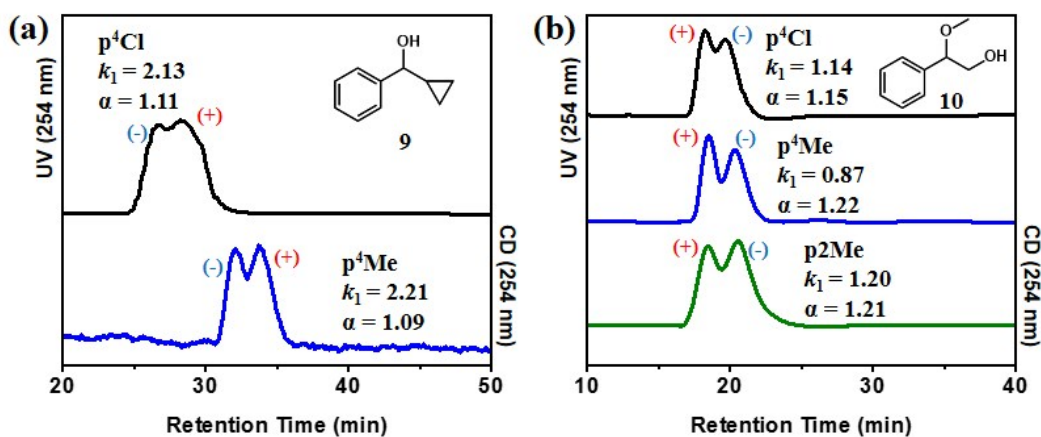 (a)
p⁴Cl
k₁ = 2.13
α = 1.11
(-)
(+)
OH
9
p⁴Me
k₁ = 2.21
α = 1.09
(-)
(+)
UV (254 nm)
CD (254 nm)
20 30 40 50
Retention Time (min)
(b)
p⁴Cl
k₁ = 1.14
α = 1.15
(+)
(-)
O
OH
10
p⁴Me
k₁ = 0.87
α = 1.22
(+)
(-)
p2Me
k₁ = 1.20
α = 1.21
(+)
(-)
UV (254 nm)
CD (254 nm)
10 20 30 40
Retention Time (min)